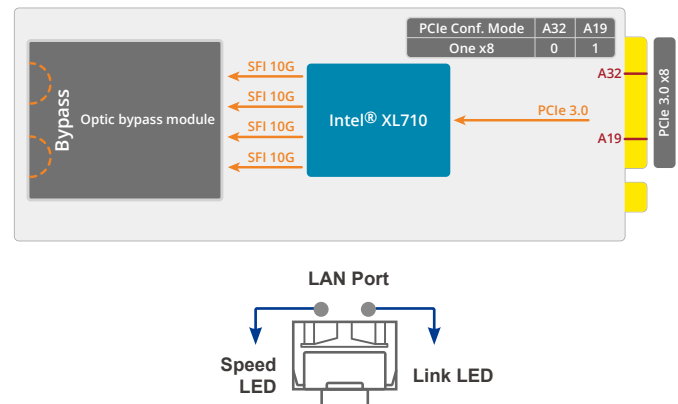 PCIe Conf. Mode A32 A19
One x8 0 1
SFI 10G
SFI 10G
SFI 10G
SFI 10G
Bypass
Optic bypass module
Intel® XL710
PCIe 3.0
A32
A19
PCIe 3.0 x8
LAN Port
Speed
LED
Link LED